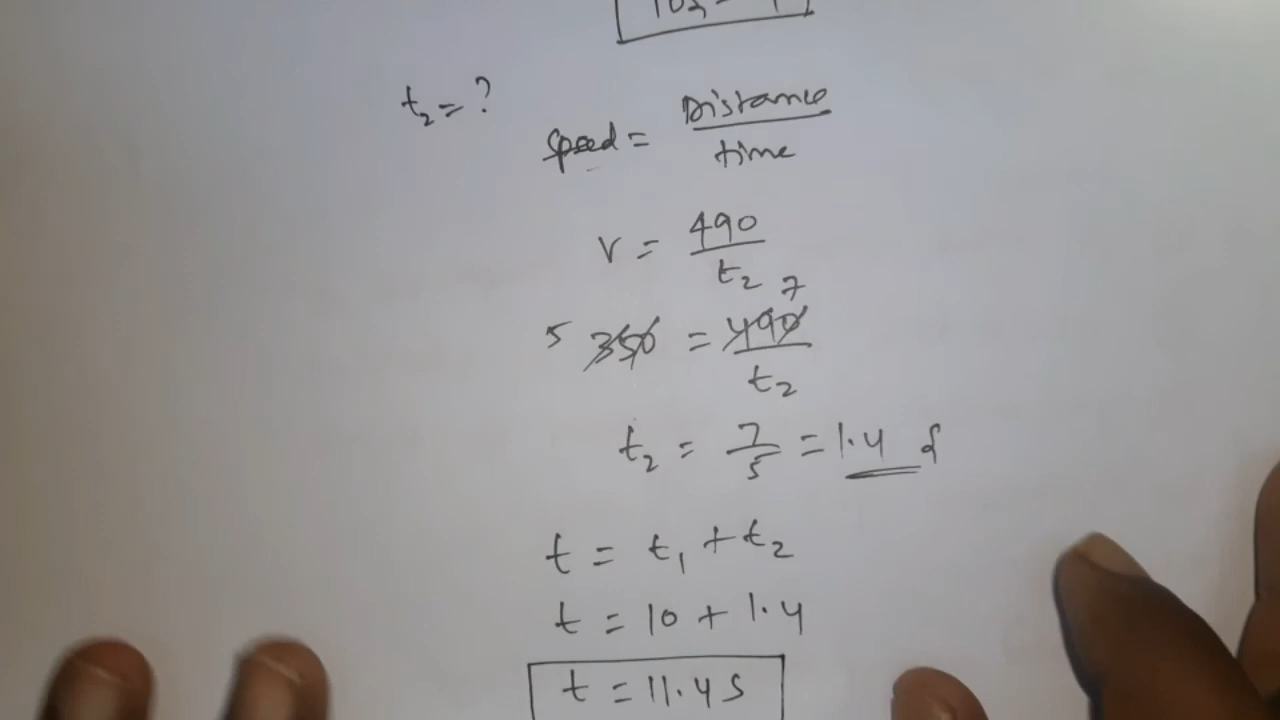 t₂ = ?
speed = Distance / time
v = 490 / t₂
7
5 350 = 490 / t₂
t₂ = 7/5 = 1.4 s
t = t₁ + t₂
t = 10 + 1.4
t = 11.4 s